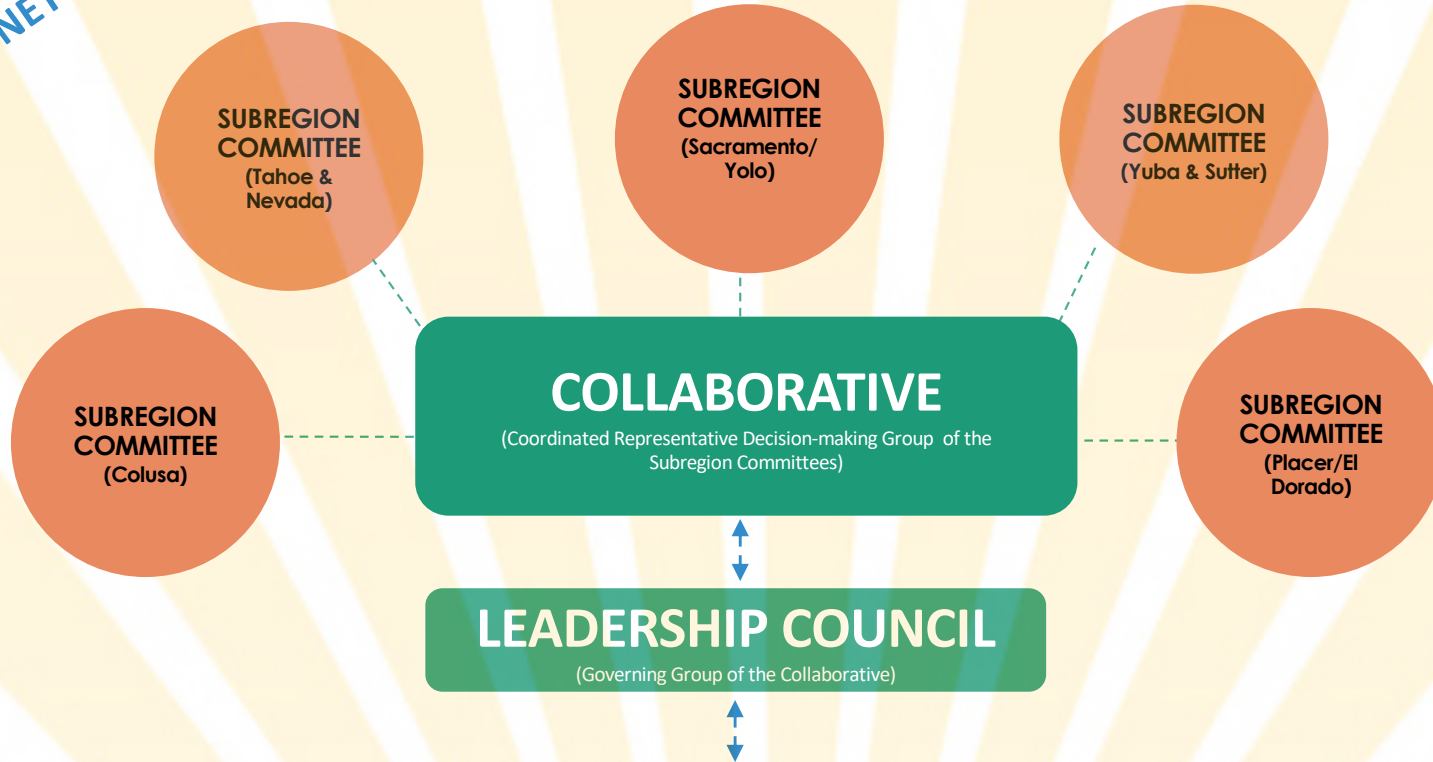 SUBREGION
COMMITTEE
(Tahoe &
Nevada)
SUBREGION
COMMITTEE
(Sacramento/
Yolo)
SUBREGION
COMMITTEE
(Yuba & Sutter)
SUBREGION
COMMITTEE
(Colusa)
COLLABORATIVE
(Coordinated Representative Decision-making Group of the
Subregion Committees)
SUBREGION
COMMITTEE
(Placer/El
Dorado)
LEADERSHIP COUNCIL
(Governing Group of the Collaborative)